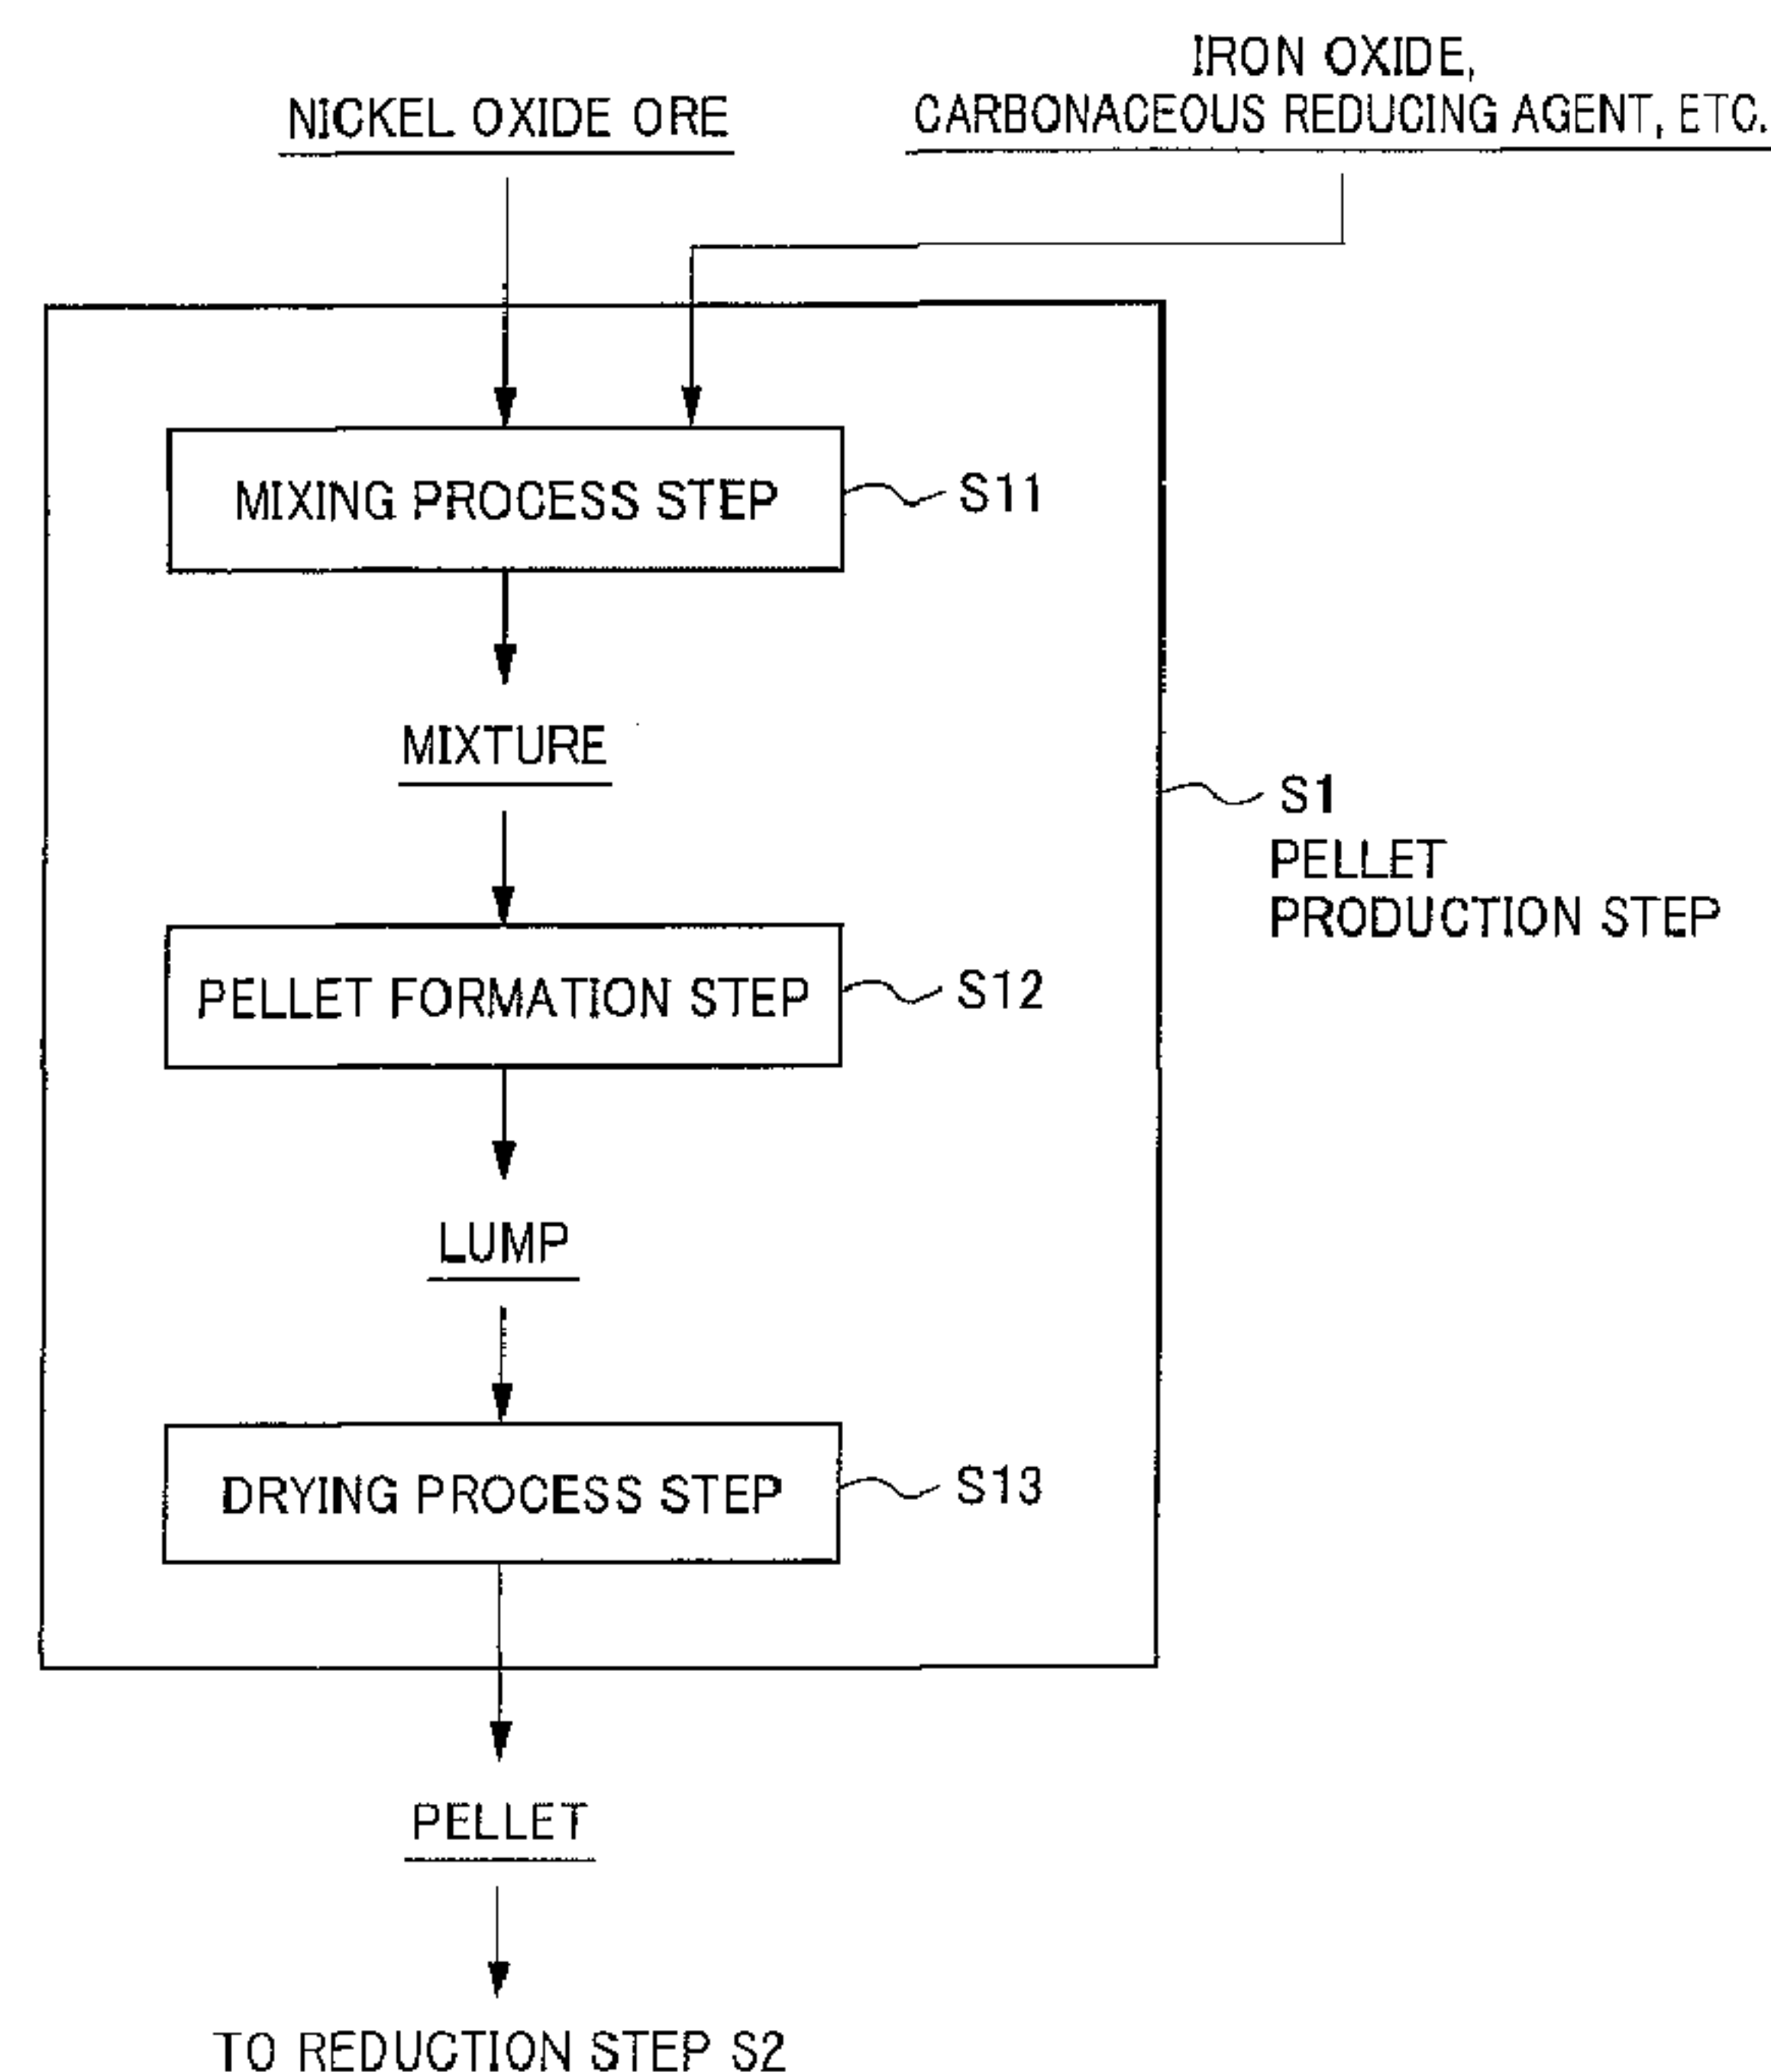 IRON OXIDE,
NICKEL OXIDE ORE
CARBONACEOUS REDUCING AGENT, ETC.
MIXING PROCESS STEP
S11
MIXTURE
S1
PELLET
PRODUCTION STEP
PELLET FORMATION STEP
S12
LUMP
DRYING PROCESS STEP
S13
PELLET
TO REDUCTION STEP S2